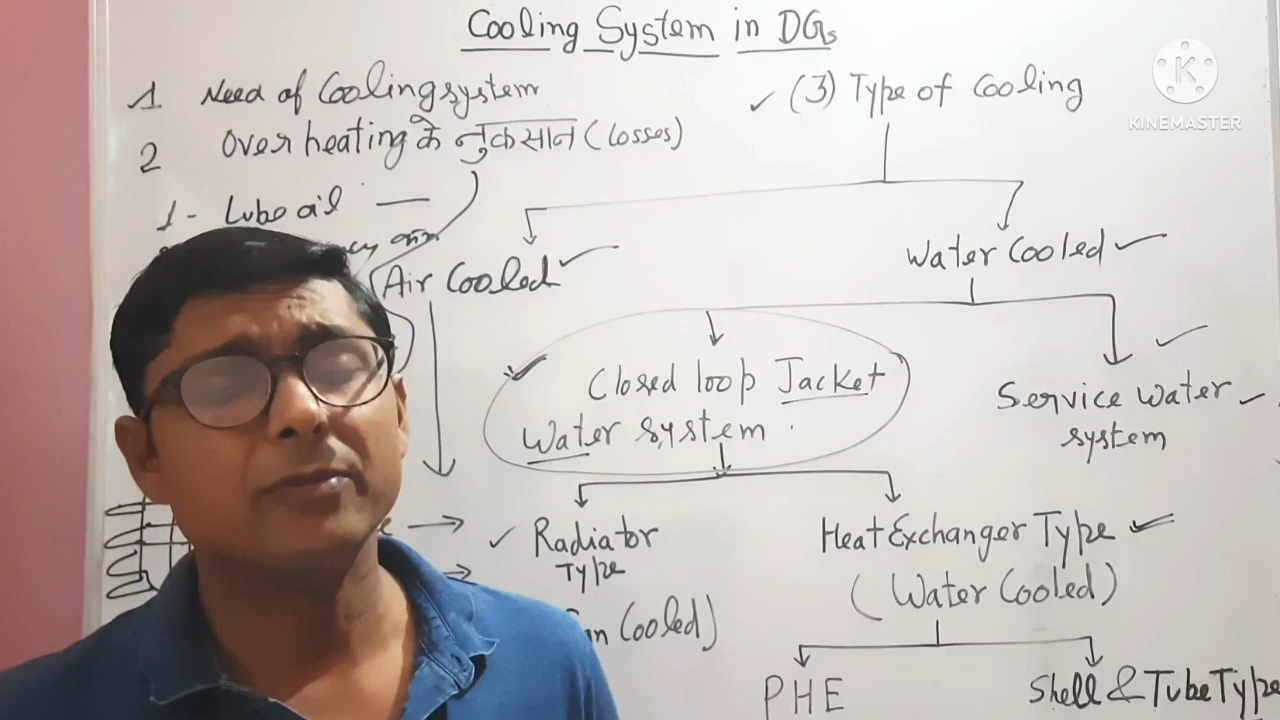 Cooling System in DGs
1 Need of Cooling system
2 Over heating के नुकसान (losses)
1- Lube oil —
(3) Type of Cooling
K
KINEMASTER
Air Cooled
Water Cooled
Closed loop Jacket
Water system
Service Water
system
Radiator
Type
Cooled)
Heat Exchanger Type
(Water Cooled)
PHE
Shell & Tube Type